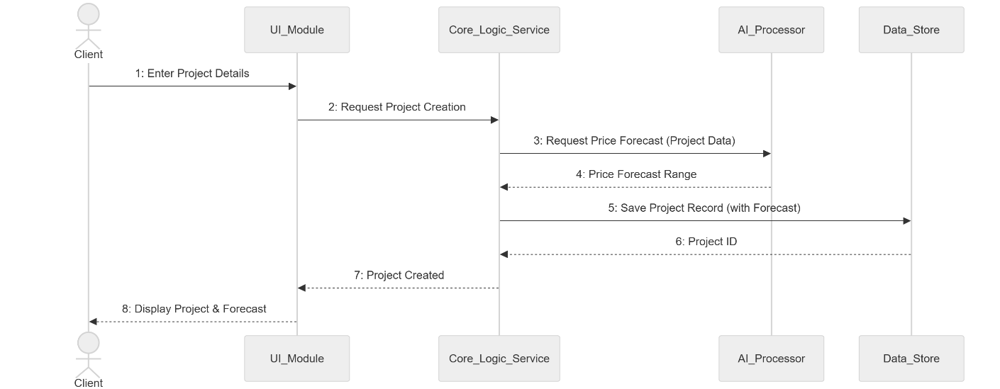 Client
UI_Module
Core_Logic_Service
AI_Processor
Data_Store
1: Enter Project Details
2: Request Project Creation
3: Request Price Forecast (Project Data)
4: Price Forecast Range
5: Save Project Record (with Forecast)
6: Project ID
7: Project Created
8: Display Project & Forecast
Client
UI_Module
Core_Logic_Service
AI_Processor
Data_Store